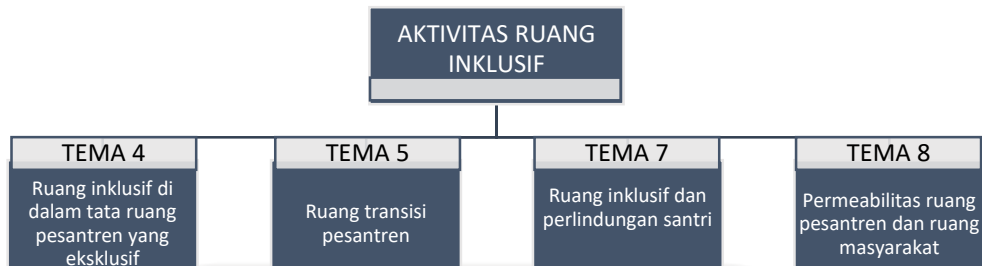 AKTIVITAS RUANG
INKLUSIF
TEMA 4
Ruang inklusif di
dalam tata ruang
pesantren yang
eksklusif
TEMA 5
Ruang transisi
pesantren
TEMA 7
Ruang inklusif dan
perlindungan santri
TEMA 8
Permeabilitas ruang
pesantren dan ruang
masyarakat